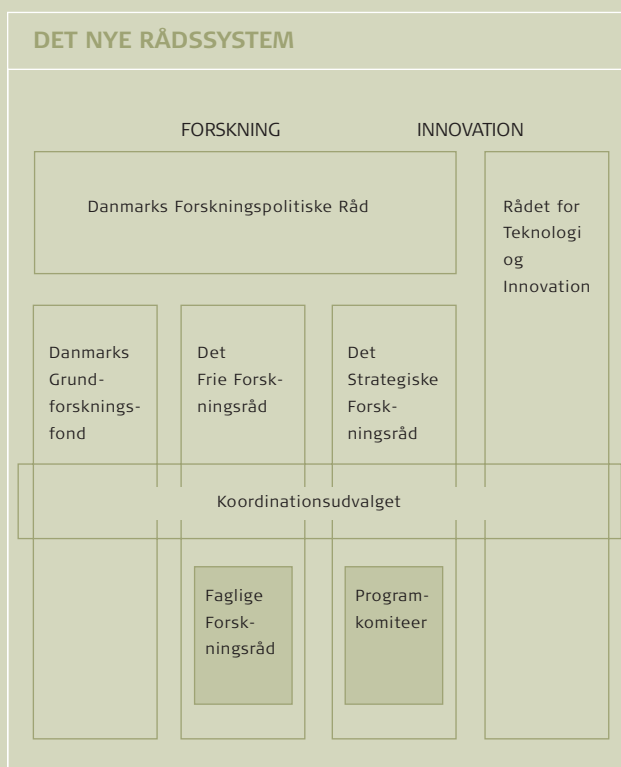 DET NYE RÅDSSYSTEM
FORSKNING
INNOVATION
Danmarks Forskningspolitiske Råd
Rådet for
Teknologi
og
Innovation
Danmarks
Grund-
forsknings-
fond
Det
Frie Forsk-
ningsråd
Det
Strategiske
Forsk-
ningsråd
Koordinationsudvalget
Faglige
Forsk-
ningsråd
Program-
komiteer